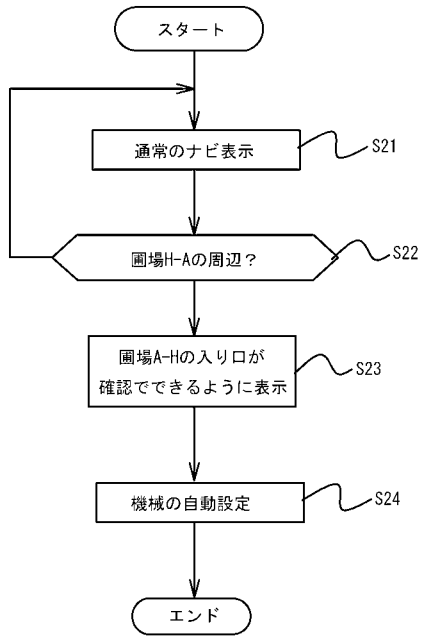 スタート
通常のナビ表示
S21
圃場H-Aの周辺？
S22
圃場A-Hの入り口が
確認でできるように表示
S23
機械の自動設定
S24
エンド